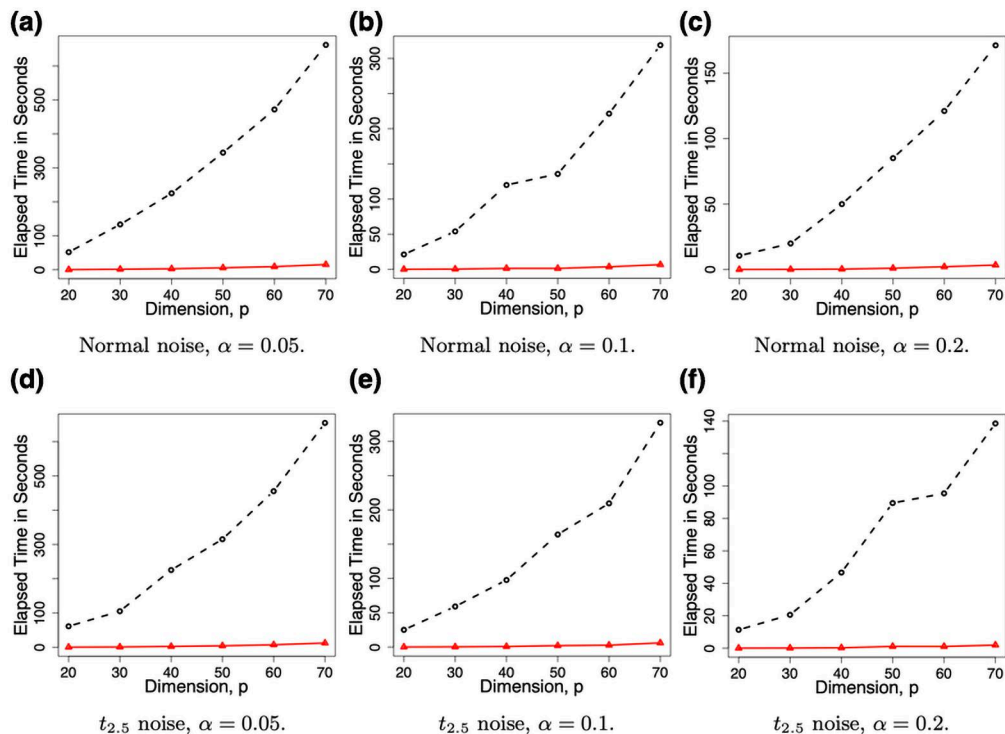 (a)
(b)
(c)
Elapsed Time in Seconds
0 100 300 500
20 30 40 50 60 70
Dimension, p
Elapsed Time in Seconds
0 50 100 200 300
20 30 40 50 60 70
Dimension, p
Elapsed Time in Seconds
0 50 100 150
20 30 40 50 60 70
Dimension, p
Normal noise, α = 0.05.
Normal noise, α = 0.1.
Normal noise, α = 0.2.
(d)
(e)
(f)
Elapsed Time in Seconds
0 100 300 500
20 30 40 50 60 70
Dimension, p
Elapsed Time in Seconds
0 50 100 200 300
20 30 40 50 60 70
Dimension, p
Elapsed Time in Seconds
0 20 40 60 80 100 140
20 30 40 50 60 70
Dimension, p
t2.5 noise, α = 0.05.
t2.5 noise, α = 0.1.
t2.5 noise, α = 0.2.